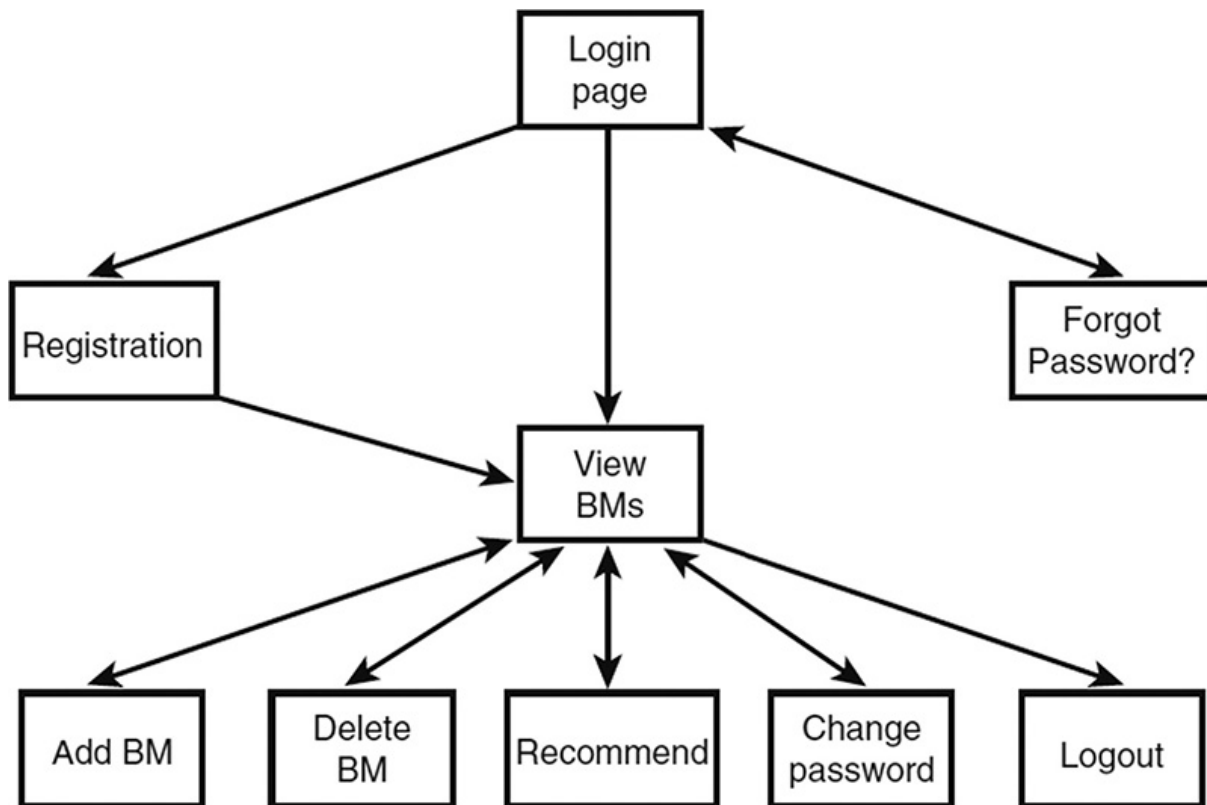 Login
page
Registration
Forgot
Password?
View
BMs
Add BM
Delete
BM
Recommend
Change
password
Logout